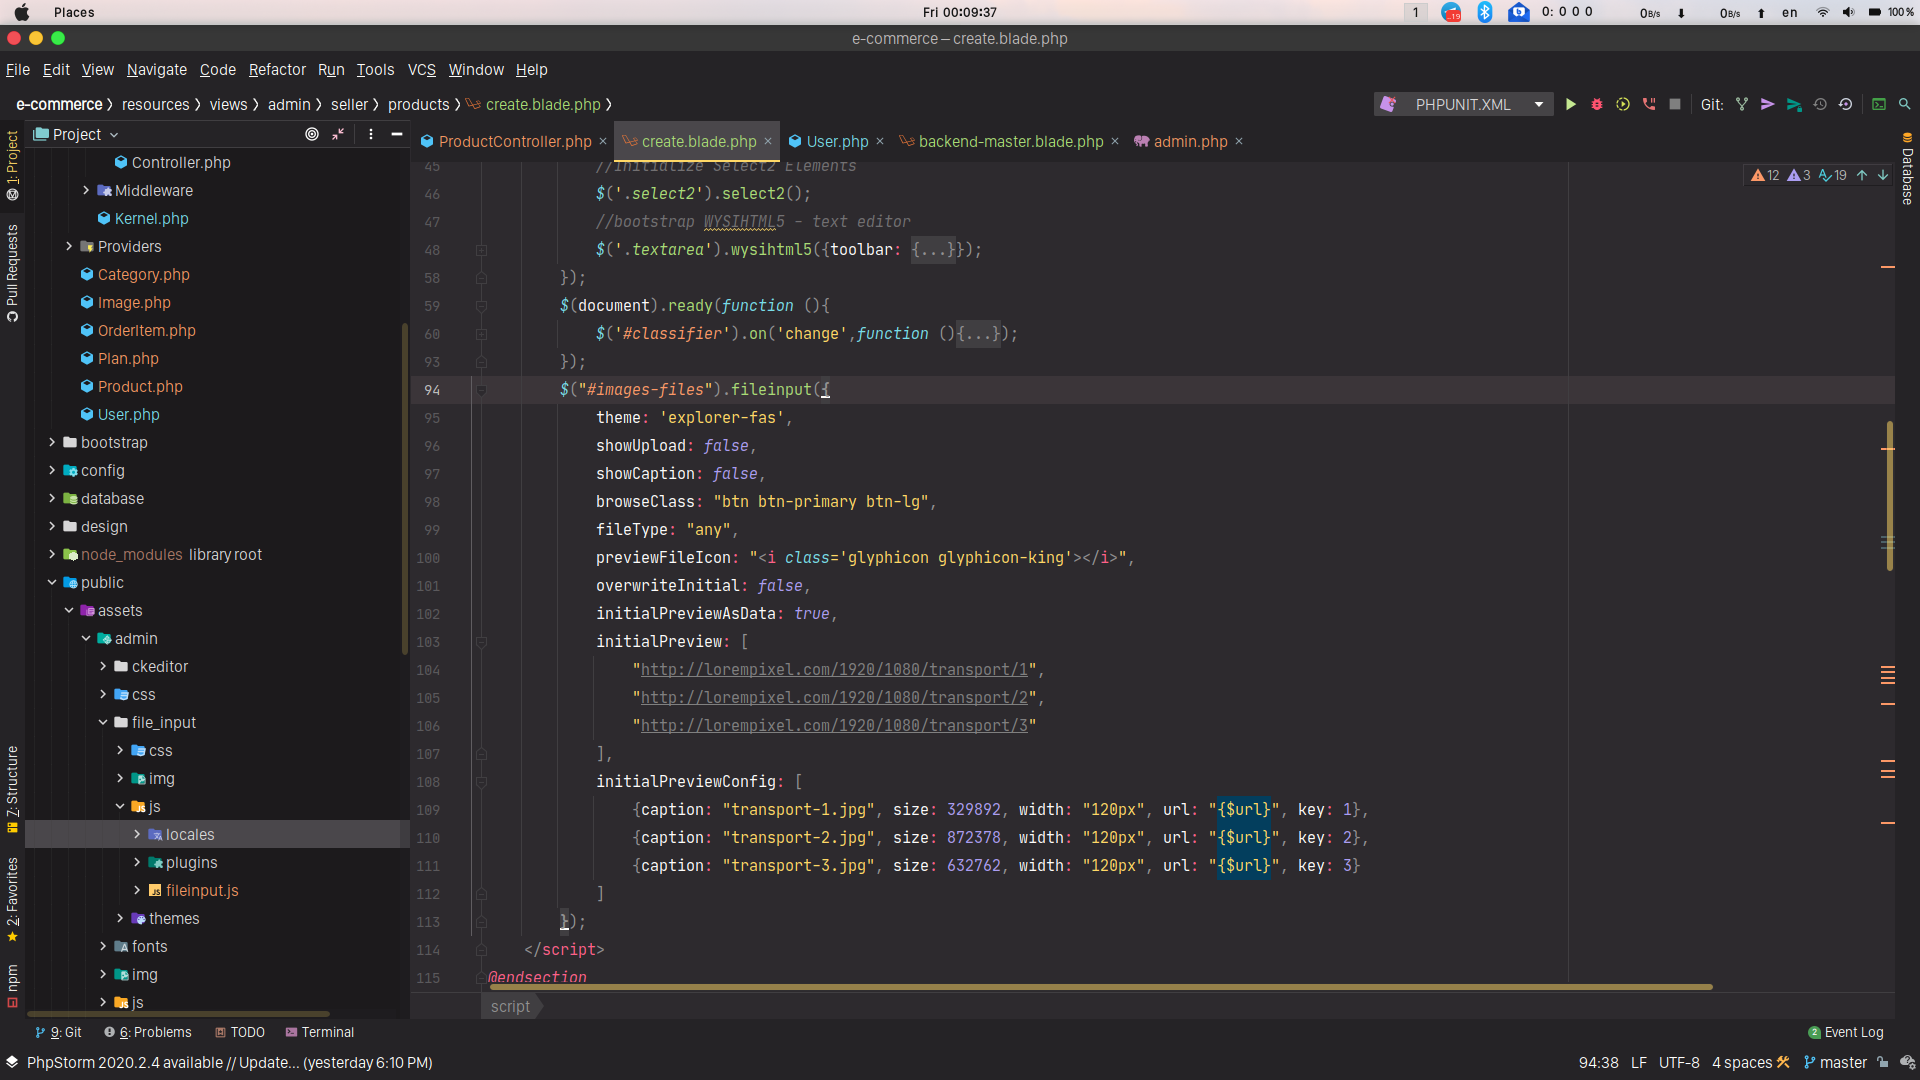 Places
Fri 00:09:37
1
19
0: 0 0 0
0B/s
0B/s
en
100%
e-commerce – create.blade.php
File Edit View Navigate Code Refactor Run Tools VCS Window Help
e-commerce resources views admin seller products create.blade.php
PHPUNIT.XML
Git:
Project
ProductController.php
create.blade.php
User.php
backend-master.blade.php
admin.php
1: Project
Pull Requests
7: Structure
2: Favorites
npm
Database
Controller.php
Middleware
Kernel.php
Providers
Category.php
Image.php
OrderItem.php
Plan.php
Product.php
User.php
bootstrap
config
database
design
node_modules library root
public
assets
admin
ckeditor
css
file_input
css
img
js
locales
plugins
fileinput.js
themes
fonts
img
js
12 3 19
45 //Initialize Select2 Elements
46 $('.select2').select2();
47 //bootstrap WYSIHTML5 - text editor
48 $('.textarea').wysihtml5({toolbar: {...}});
58 });
59 $(document).ready(function (){
60 $('#classifier').on('change',function (){...});
93 });
94 $("#images-files").fileinput({
95 theme: 'explorer-fas',
96 showUpload: false,
97 showCaption: false,
98 browseClass: "btn btn-primary btn-lg",
99 fileType: "any",
100 previewFileIcon: "<i class='glyphicon glyphicon-king'></i>",
101 overwriteInitial: false,
102 initialPreviewAsData: true,
103 initialPreview: [
104 "http://lorempixel.com/1920/1080/transport/1",
105 "http://lorempixel.com/1920/1080/transport/2",
106 "http://lorempixel.com/1920/1080/transport/3"
107 ],
108 initialPreviewConfig: [
109 {caption: "transport-1.jpg", size: 329892, width: "120px", url: "{$url}", key: 1},
110 {caption: "transport-2.jpg", size: 872378, width: "120px", url: "{$url}", key: 2},
111 {caption: "transport-3.jpg", size: 632762, width: "120px", url: "{$url}", key: 3}
112 ]
113 });
114 </script>
115 @endsection
script
9: Git
6: Problems
TODO
Terminal
2 Event Log
PhpStorm 2020.2.4 available // Update... (yesterday 6:10 PM)
94:38 LF UTF-8 4 spaces master